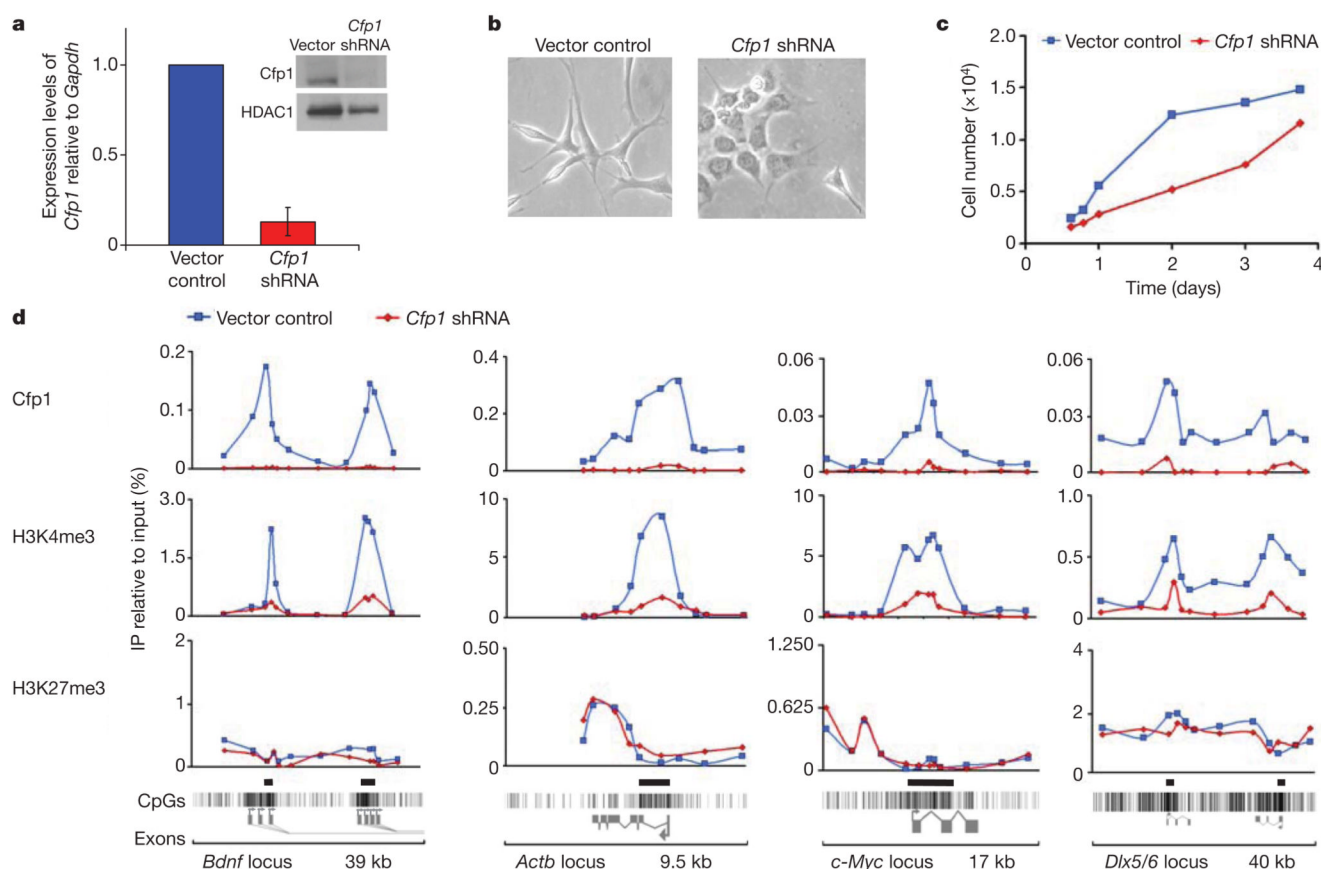 a
Expression levels of
Cfp1 relative to Gapdh
1.0
0.5
0
Vector
control
Cfp1
shRNA
Cfp1
Vector shRNA
Cfp1
HDAC1
b
Vector control
Cfp1 shRNA
c
Cell number (×10⁴)
2.0
1.5
1.0
0.5
0
Vector control
Cfp1 shRNA
0 1 2 3 4
Time (days)
d
Vector control
Cfp1 shRNA
IP relative to input (%)
Cfp1
0.2
0.1
0
0.4
0.2
0
0.06
0.03
0
0.06
0.03
0
H3K4me3
3.0
1.5
0
10
5
0
10
5
0
1.0
0.5
0
H3K27me3
2
1
0
0.50
0.25
0
1.250
0.625
0
4
2
0
CpGs
Exons
Bdnf locus 39 kb
Actb locus 9.5 kb
c-Myc locus 17 kb
Dlx5/6 locus 40 kb